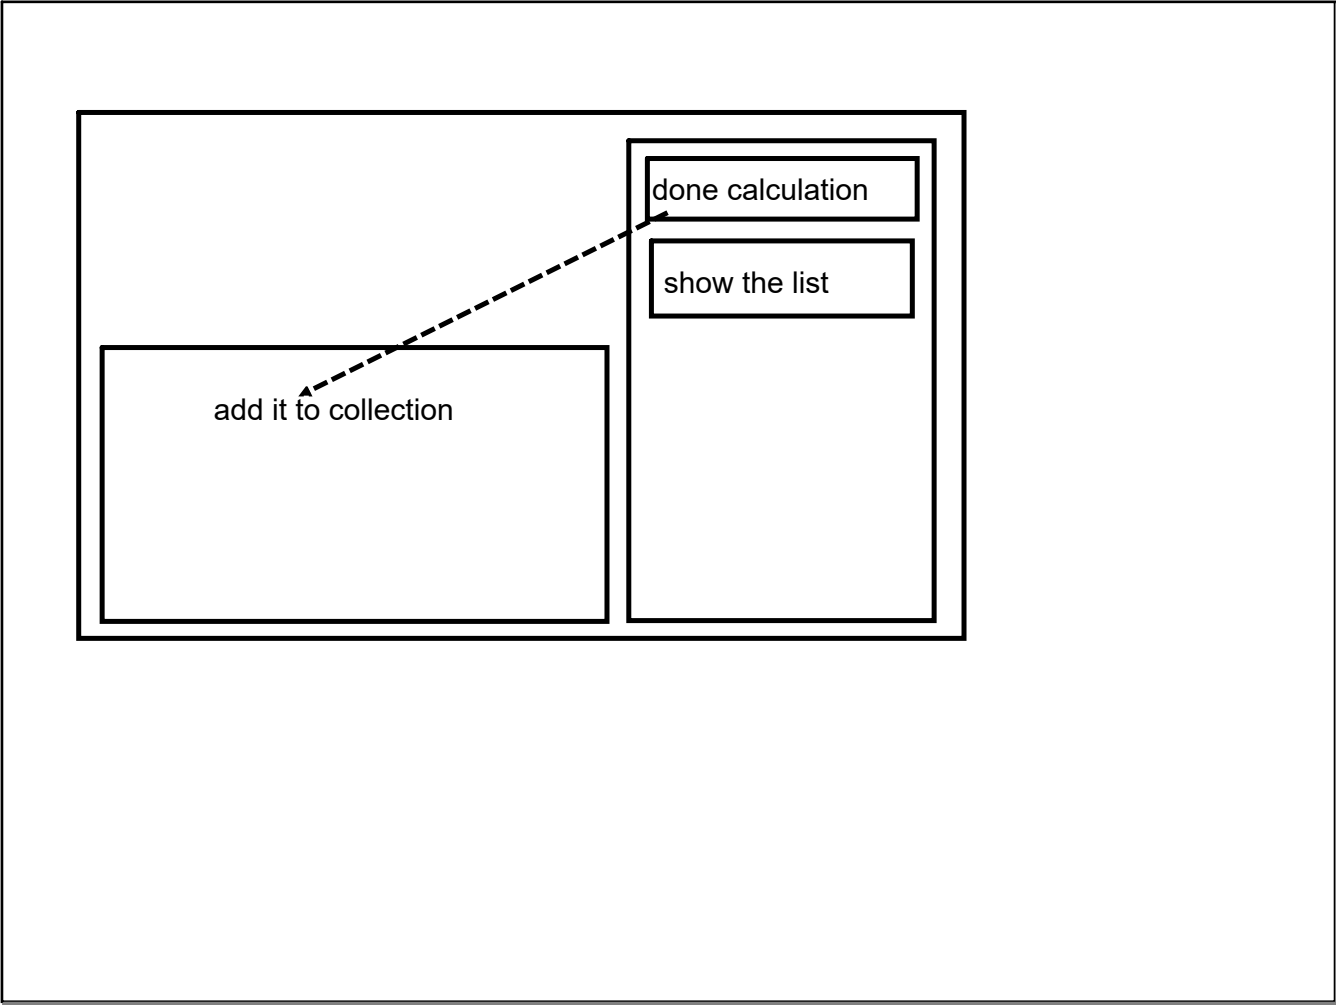 done calculation
show the list
add it to collection